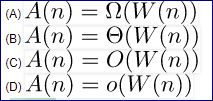 (A) A(n) = Ω(W(n))
(B) A(n) = Θ(W(n))
(C) A(n) = O(W(n))
(D) A(n) = o(W(n))